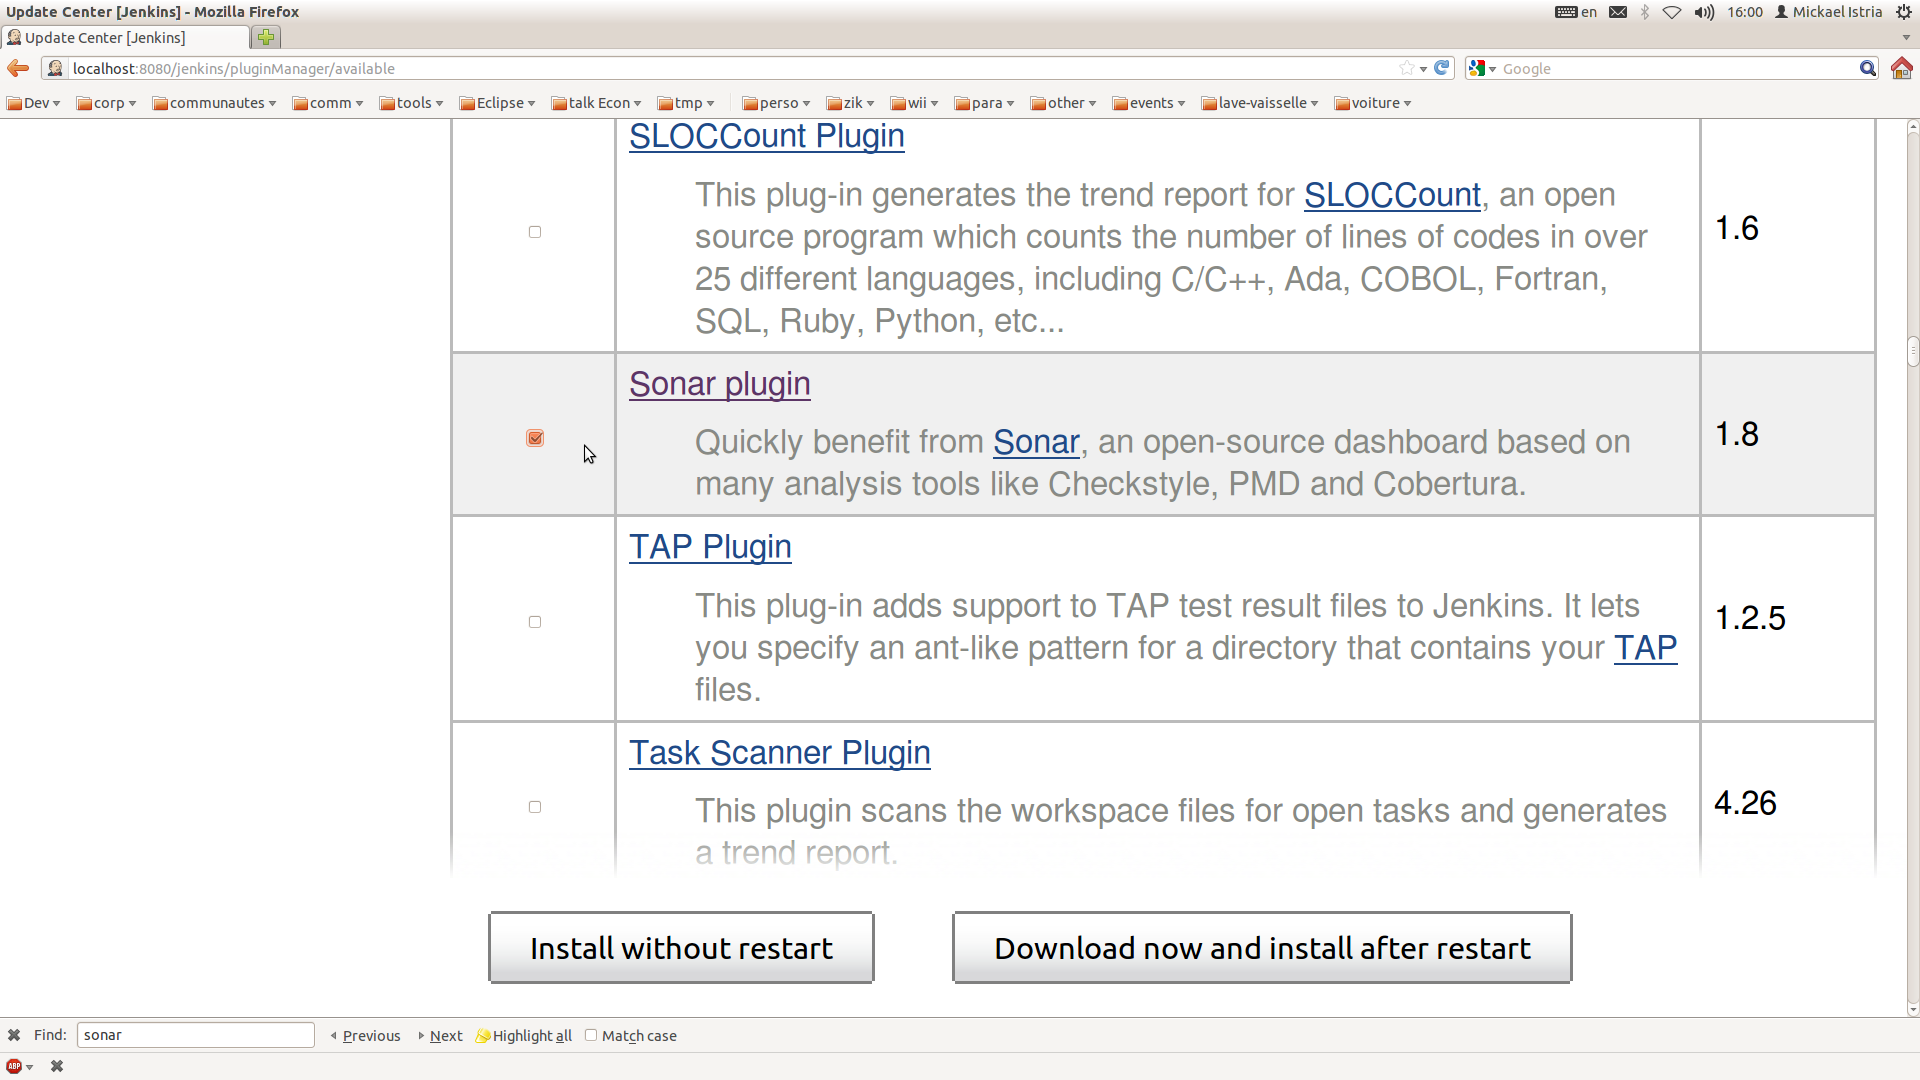 Update Center [Jenkins] - Mozilla Firefox
en
16:00
Mickael Istria
Update Center [Jenkins]
localhost:8080/jenkins/pluginManager/available
Google
Dev
corp
communautes
comm
tools
Eclipse
talk Econ
tmp
perso
zik
wii
para
other
events
lave-vaisselle
voiture
SLOCCount Plugin
This plug-in generates the trend report for SLOCCount, an open
source program which counts the number of lines of codes in over
25 different languages, including C/C++, Ada, COBOL, Fortran,
SQL, Ruby, Python, etc...
1.6
Sonar plugin
Quickly benefit from Sonar, an open-source dashboard based on
many analysis tools like Checkstyle, PMD and Cobertura.
1.8
TAP Plugin
This plug-in adds support to TAP test result files to Jenkins. It lets
you specify an ant-like pattern for a directory that contains your TAP
files.
1.2.5
Task Scanner Plugin
This plugin scans the workspace files for open tasks and generates
a trend report.
4.26
Install without restart
Download now and install after restart
Find:
sonar
Previous
Next
Highlight all
Match case
ABP